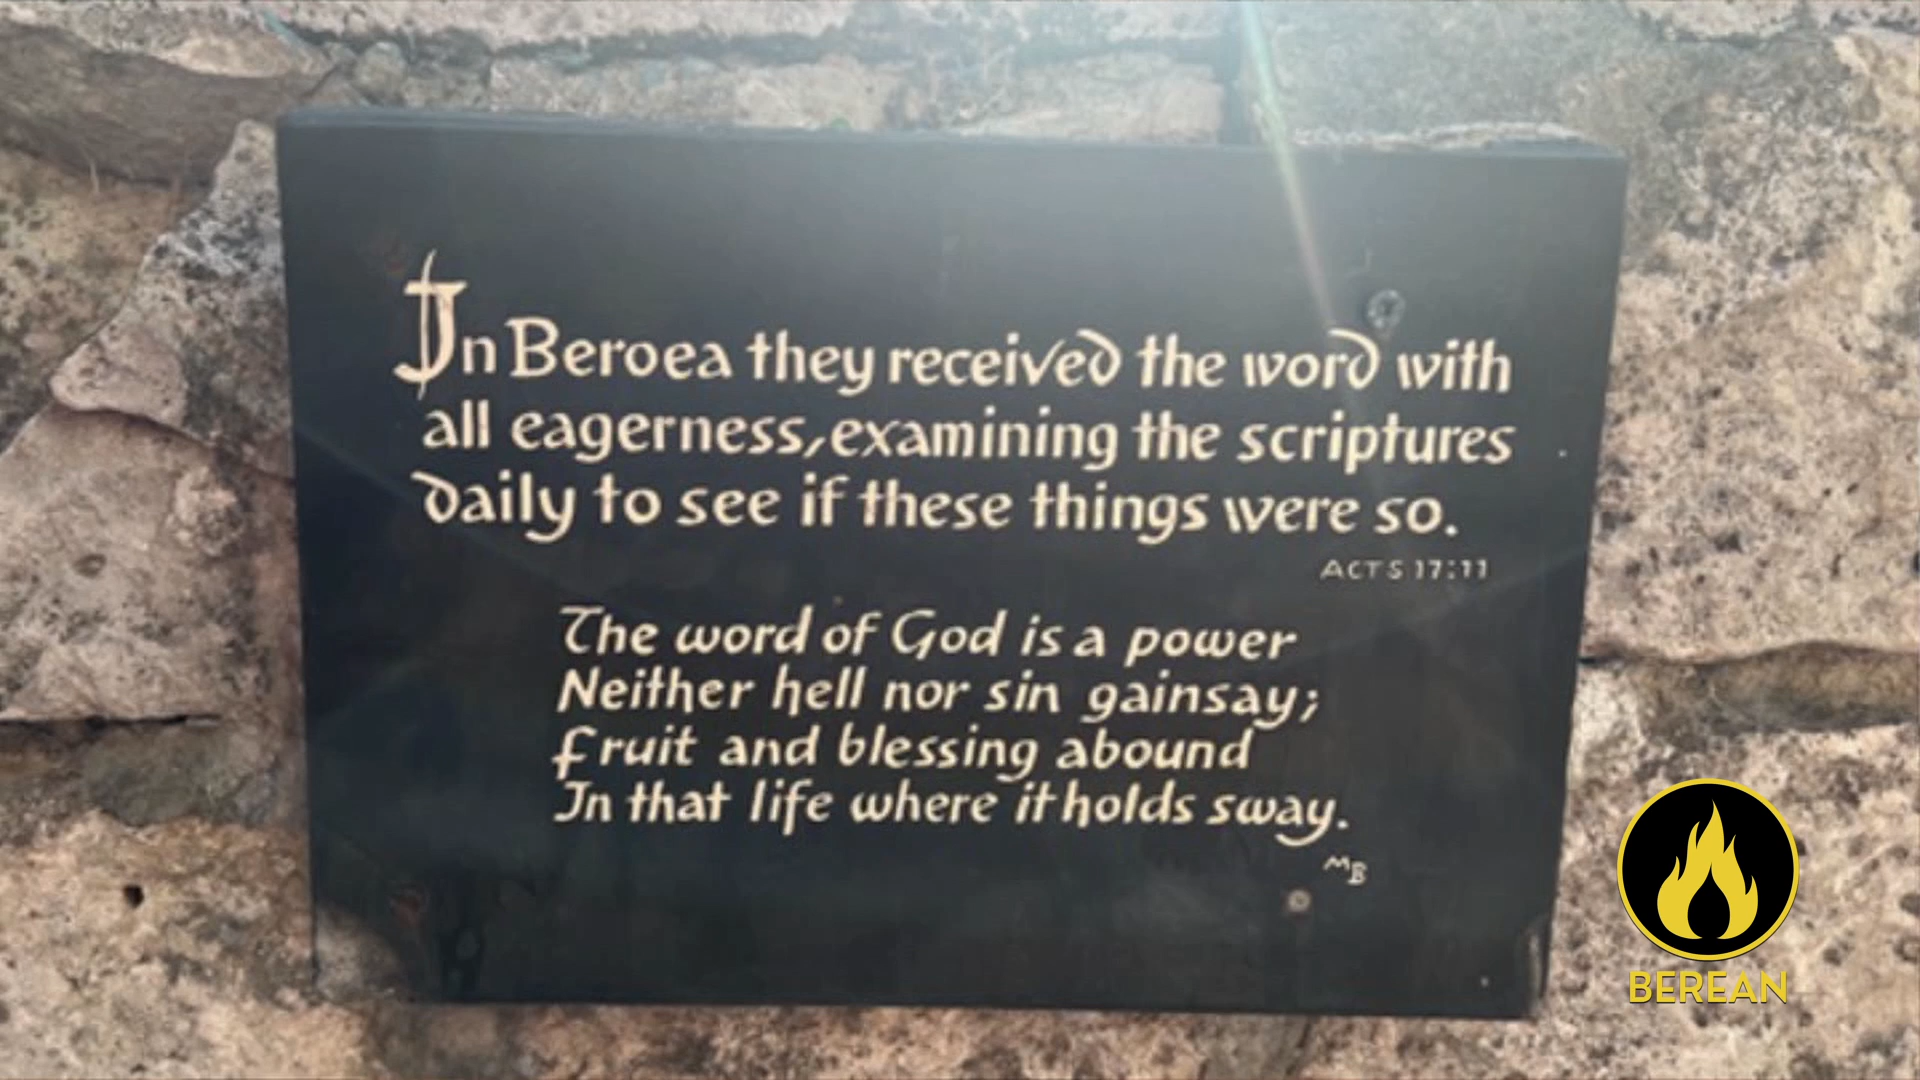 In Beroea they received the word with
all eagerness, examining the scriptures
daily to see if these things were so.
ACTS 17:11
The word of God is a power
Neither hell nor sin gainsay;
Fruit and blessing abound
In that life where it holds sway.
MB
BEREAN